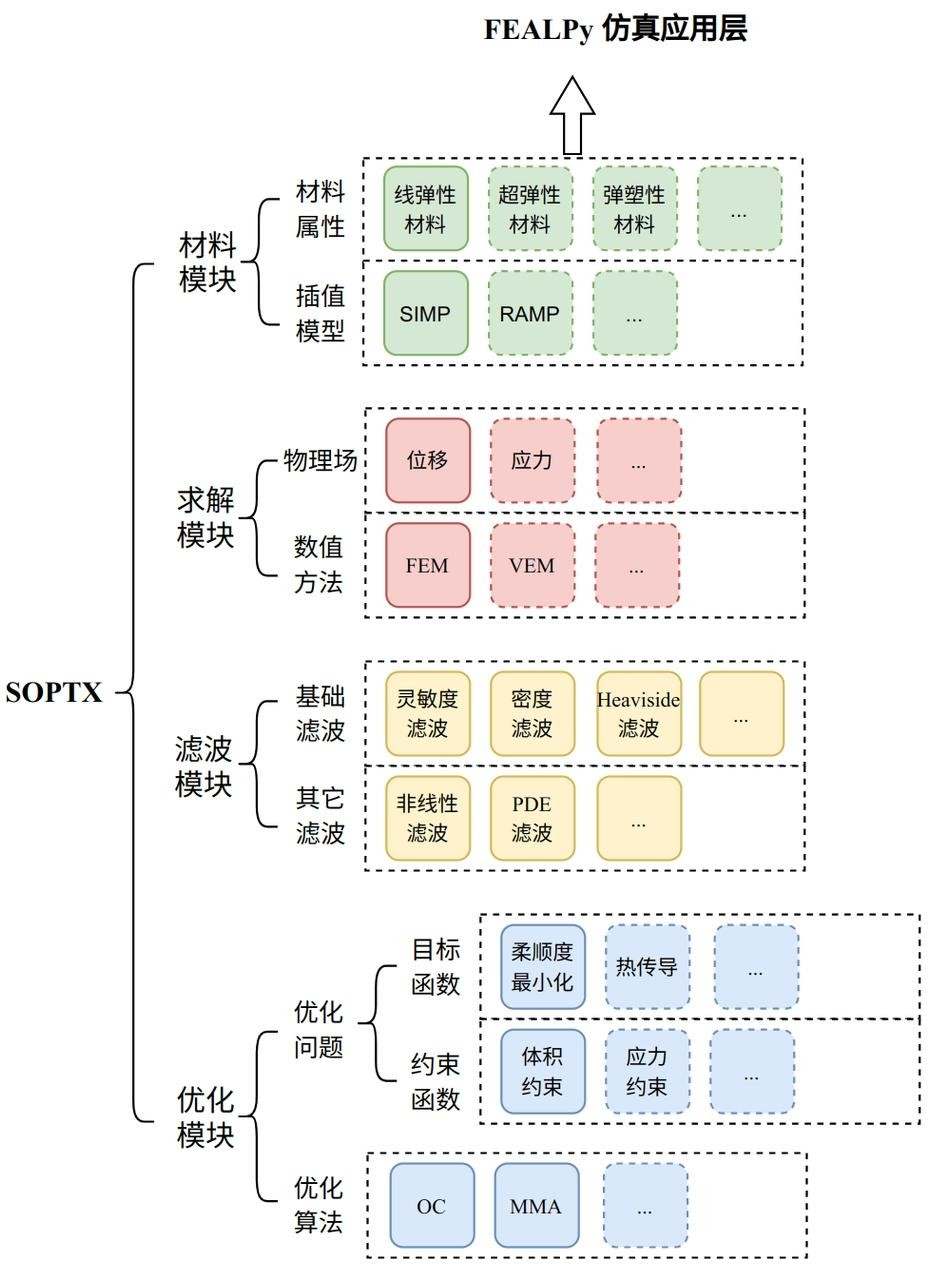 FEALPy 仿真应用层
SOPTX
材料
模块
材料
属性
线弹性
材料
超弹性
材料
弹塑性
材料
...
插值
模型
SIMP
RAMP
...
求解
模块
物理场
位移
应力
...
数值
方法
FEM
VEM
...
滤波
模块
基础
滤波
灵敏度
滤波
密度
滤波
Heaviside
滤波
...
其它
滤波
非线性
滤波
PDE
滤波
...
优化
模块
优化
问题
目标
函数
柔顺度
最小化
热传导
...
约束
函数
体积
约束
应力
约束
...
优化
算法
OC
MMA
...